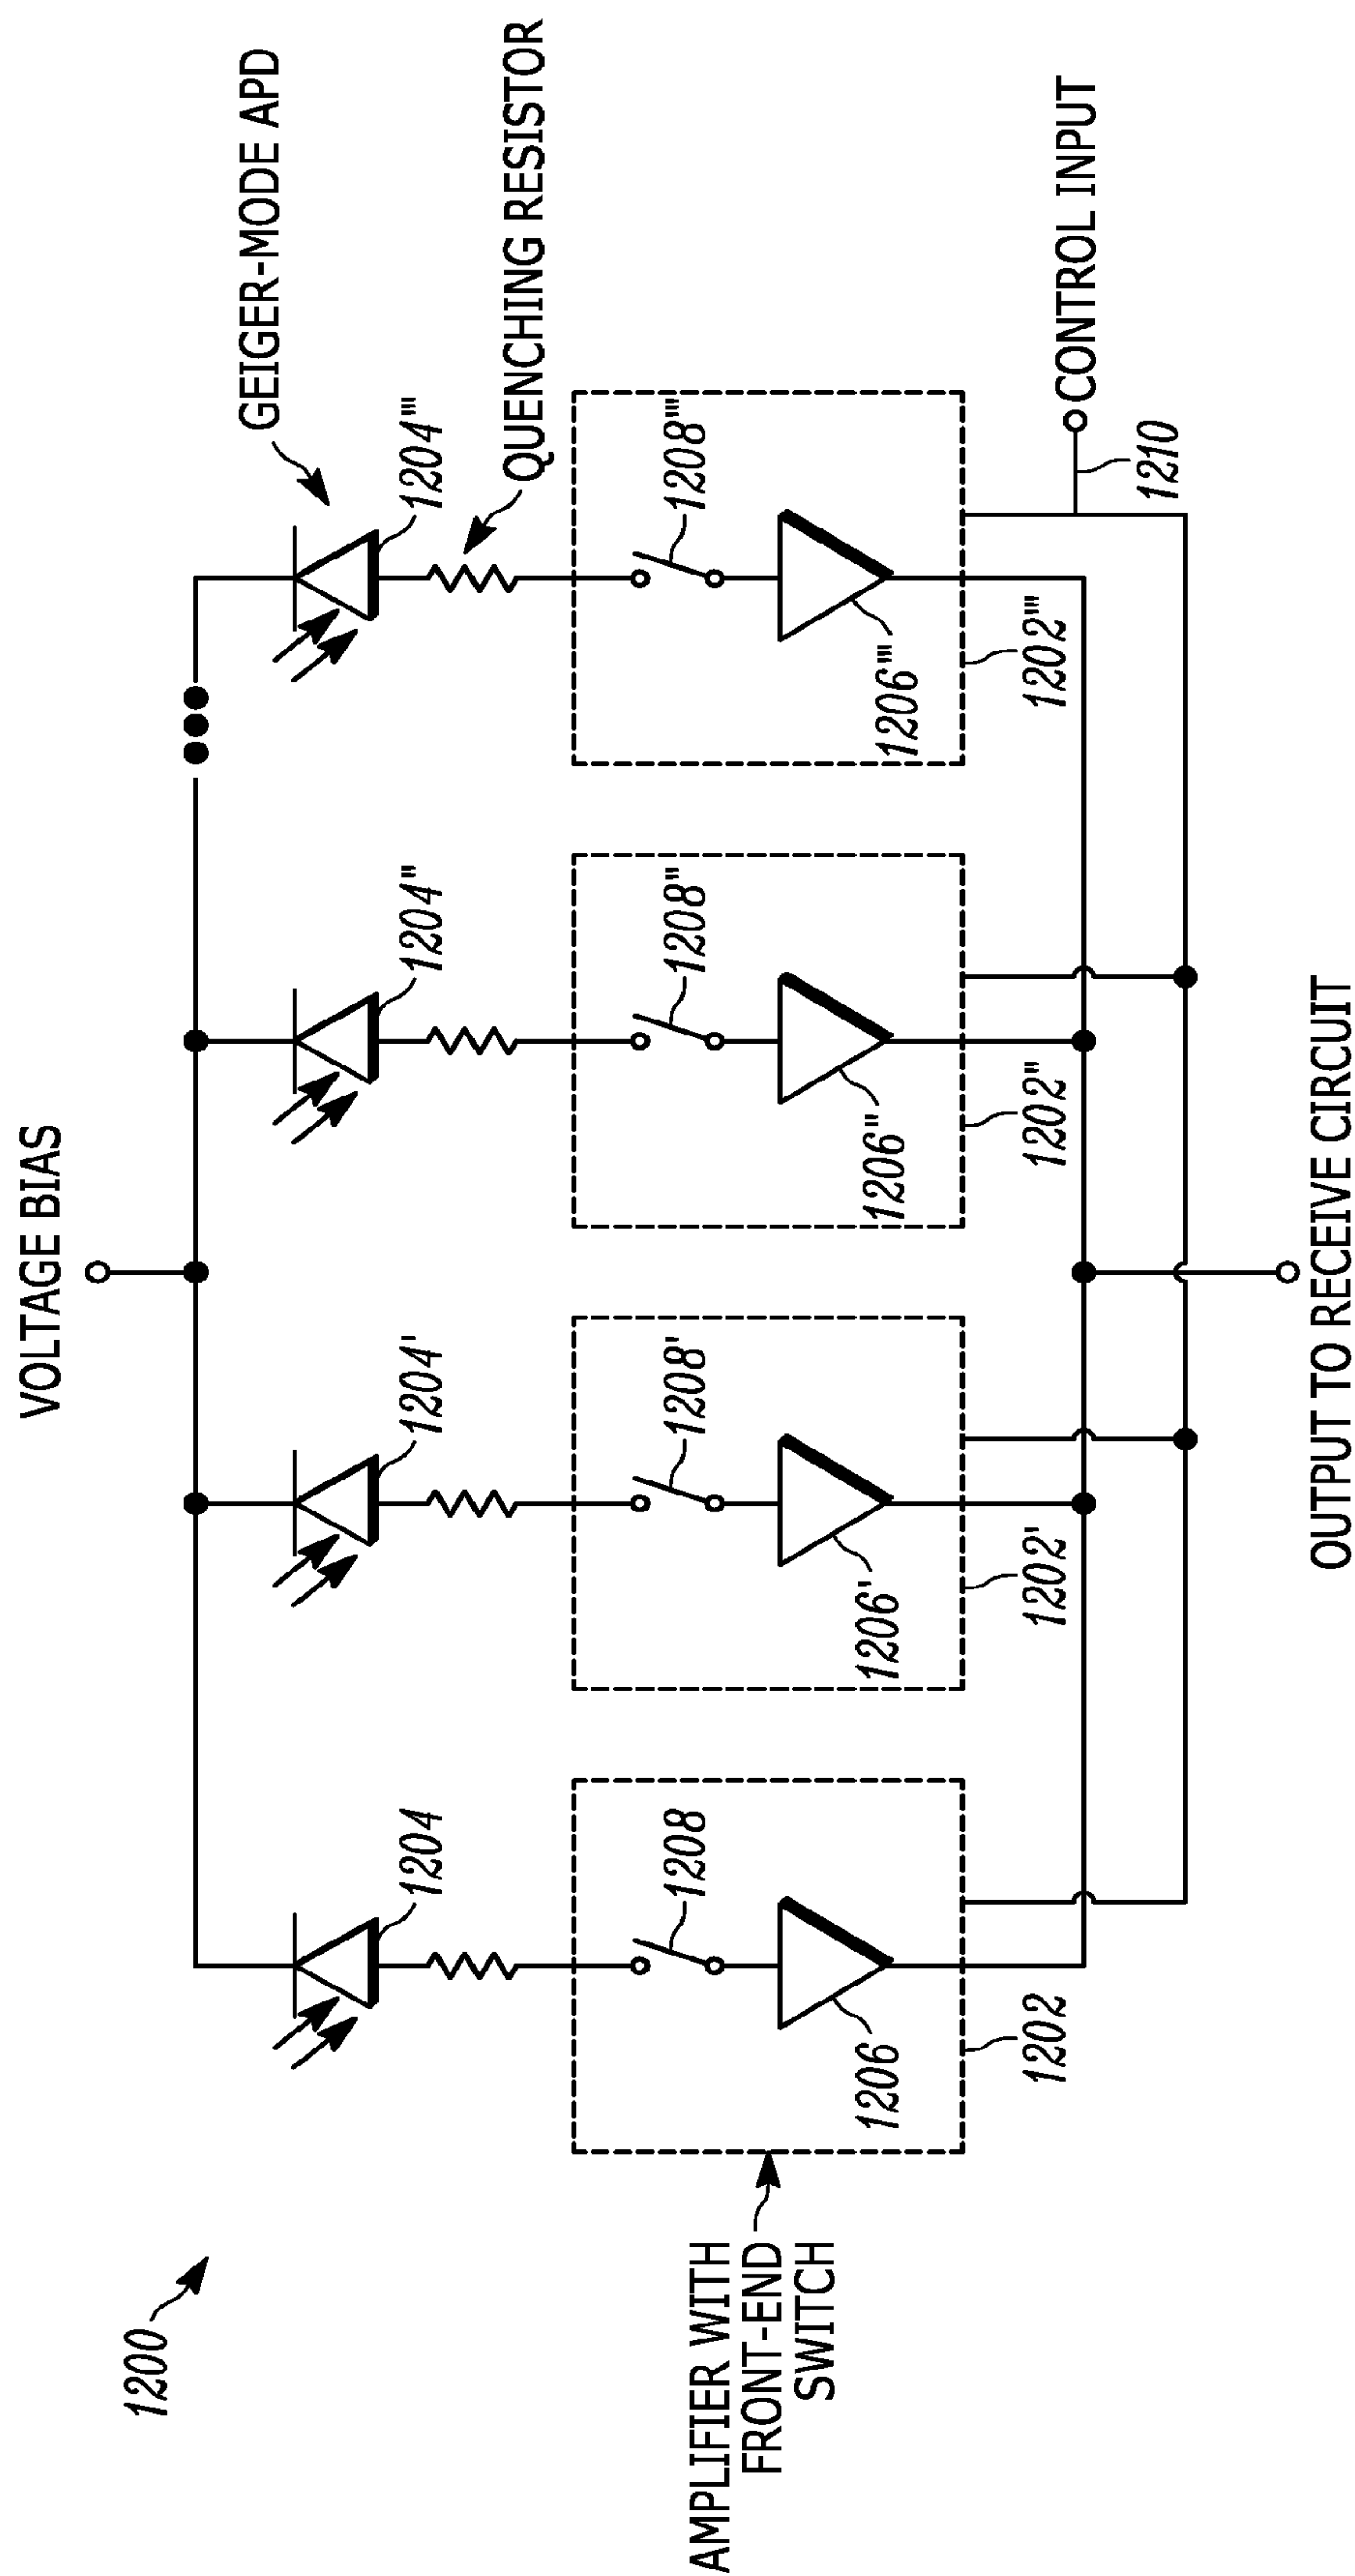 1200
VOLTAGE BIAS
GEIGER-MODE APD
1204
1204'
1204"
1204'''
QUENCHING RESISTOR
AMPLIFIER WITH
FRONT-END
SWITCH
1208
1208'
1208"
1208'''
1206
1206'
1206"
1206'''
1202
1202'
1202"
1202'''
CONTROL INPUT
1210
OUTPUT TO RECEIVE CIRCUIT